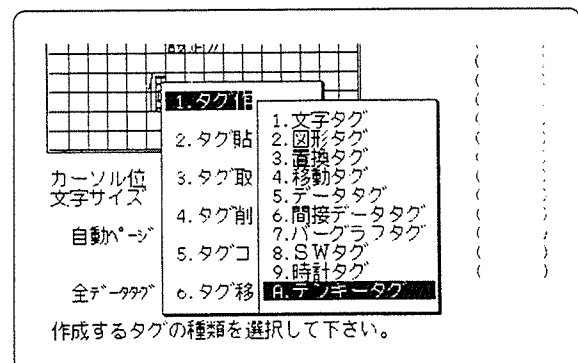 1.タグ作
2.タグ貼
3.タグ取
4.タグ削
5.タグコ
6.タグ移
1.文字タグ
2.図形タグ
3.置換タグ
4.移動タグ
5.データタグ
6.間接データタグ
7.バーグラフタグ
8.SWタグ
9.時計タグ
A.テンキータグ
カーソル位
文字サイズ
自動ページ
全データタグ
作成するタグの種類を選択して下さい。